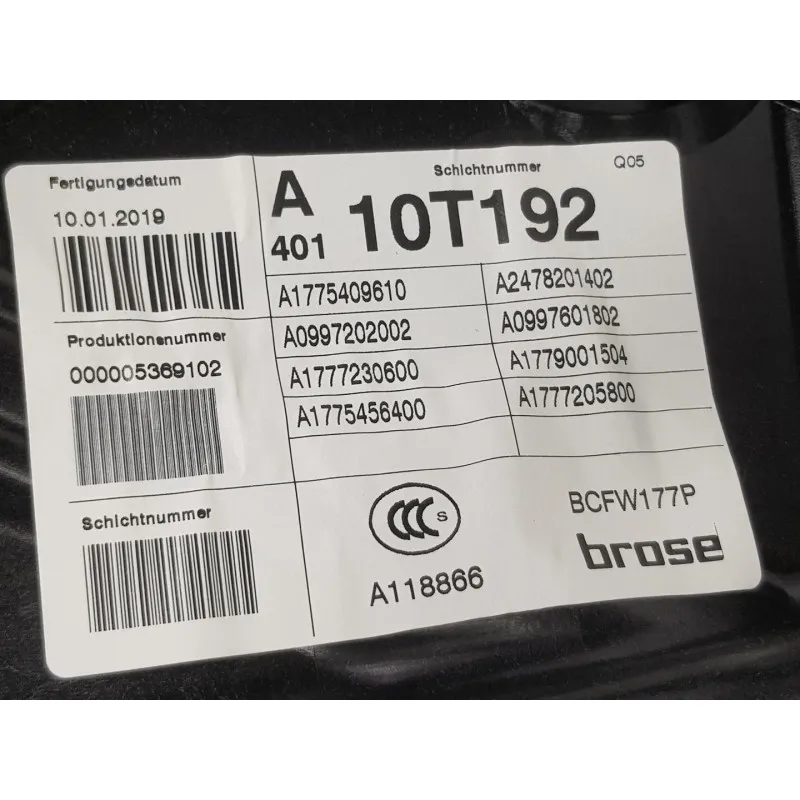 Fertigungsdatum
10.01.2019
Produktionsnummer
000005369102
Schichtnummer
A
401
Schichtnummer
Q05
10T192
A1775409610 A2478201402
A0997202002 A0997601802
A1777230600 A1779001504
A1775456400 A1777205800
CCC S
A118866
BCFW177P
brose